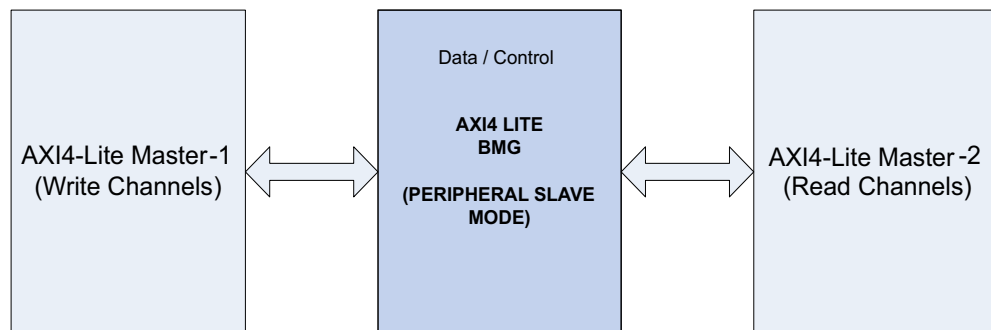 AXI4-Lite Master-1
(Write Channels)
Data / Control
AXI4 LITE
BMG
(PERIPHERAL SLAVE
MODE)
AXI4-Lite Master-2
(Read Channels)